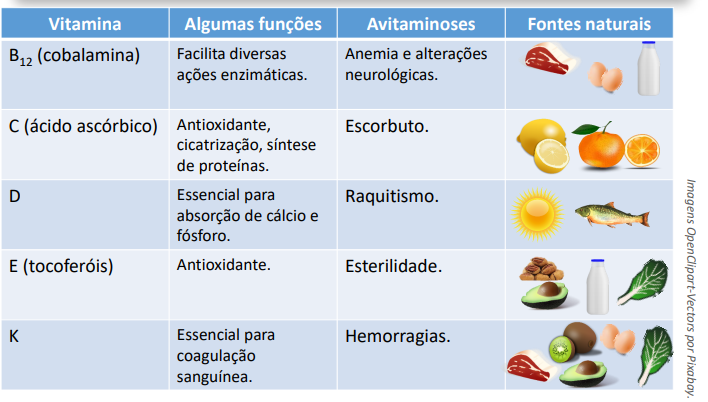 Vitamina Algumas funções Avitaminoses Fontes naturais
B12 (cobalamina)
Facilita diversas
ações enzimáticas.
Anemia e alterações
neurológicas.
C (ácido ascórbico)
Antioxidante,
cicatrização, síntese
de proteínas.
Escorbuto.
D
Essencial para
absorção de cálcio e
fósforo.
Raquitismo.
E (tocoferóis)
Antioxidante.
Esterilidade.
K
Essencial para
coagulação
sanguínea.
Hemorragias.
Imagens OpenClipart-Vectors por Pixabay.